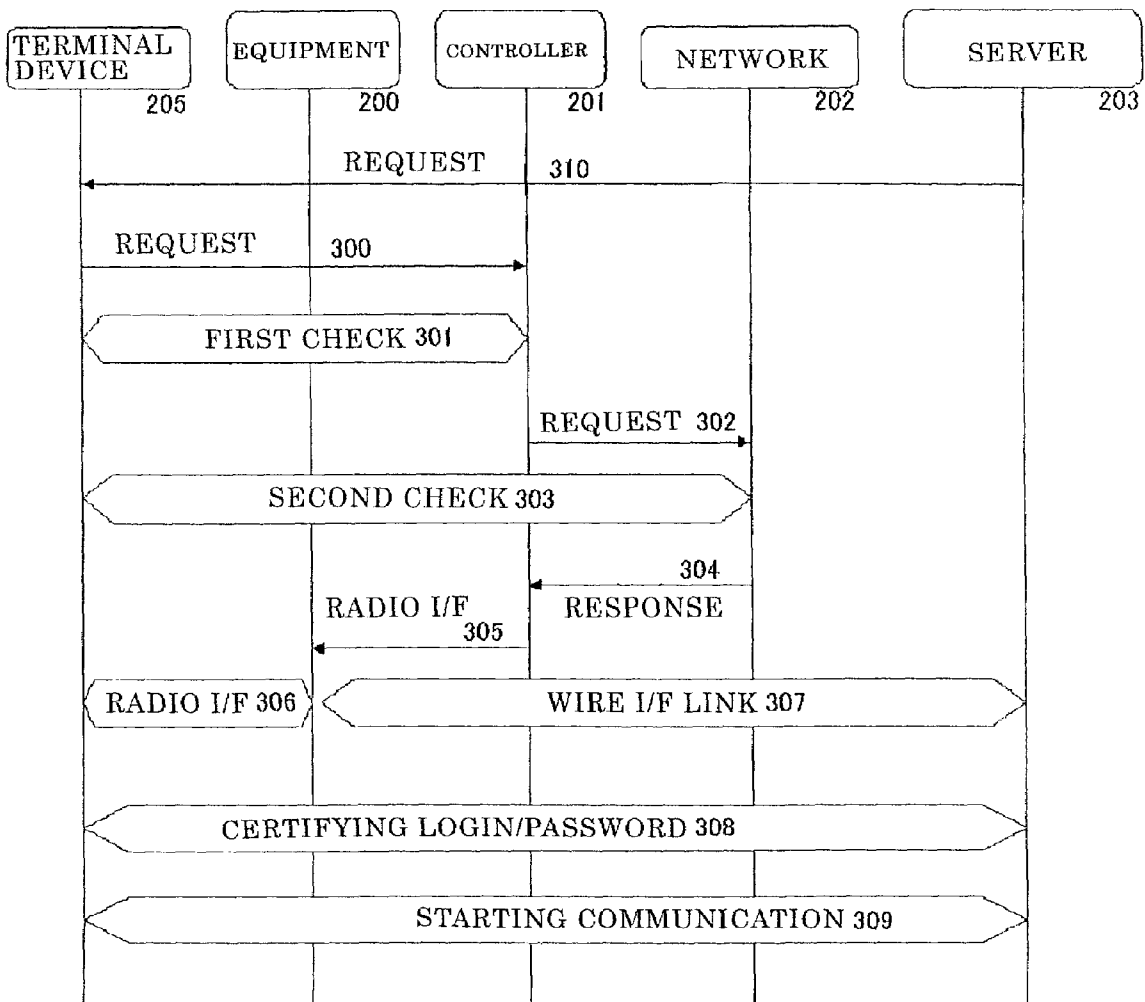 TERMINAL
DEVICE
205
EQUIPMENT
200
CONTROLLER
201
NETWORK
202
SERVER
203
REQUEST 310
REQUEST 300
FIRST CHECK 301
REQUEST 302
SECOND CHECK 303
304
RESPONSE
RADIO I/F
305
RADIO I/F 306
WIRE I/F LINK 307
CERTIFYING LOGIN/PASSWORD 308
STARTING COMMUNICATION 309